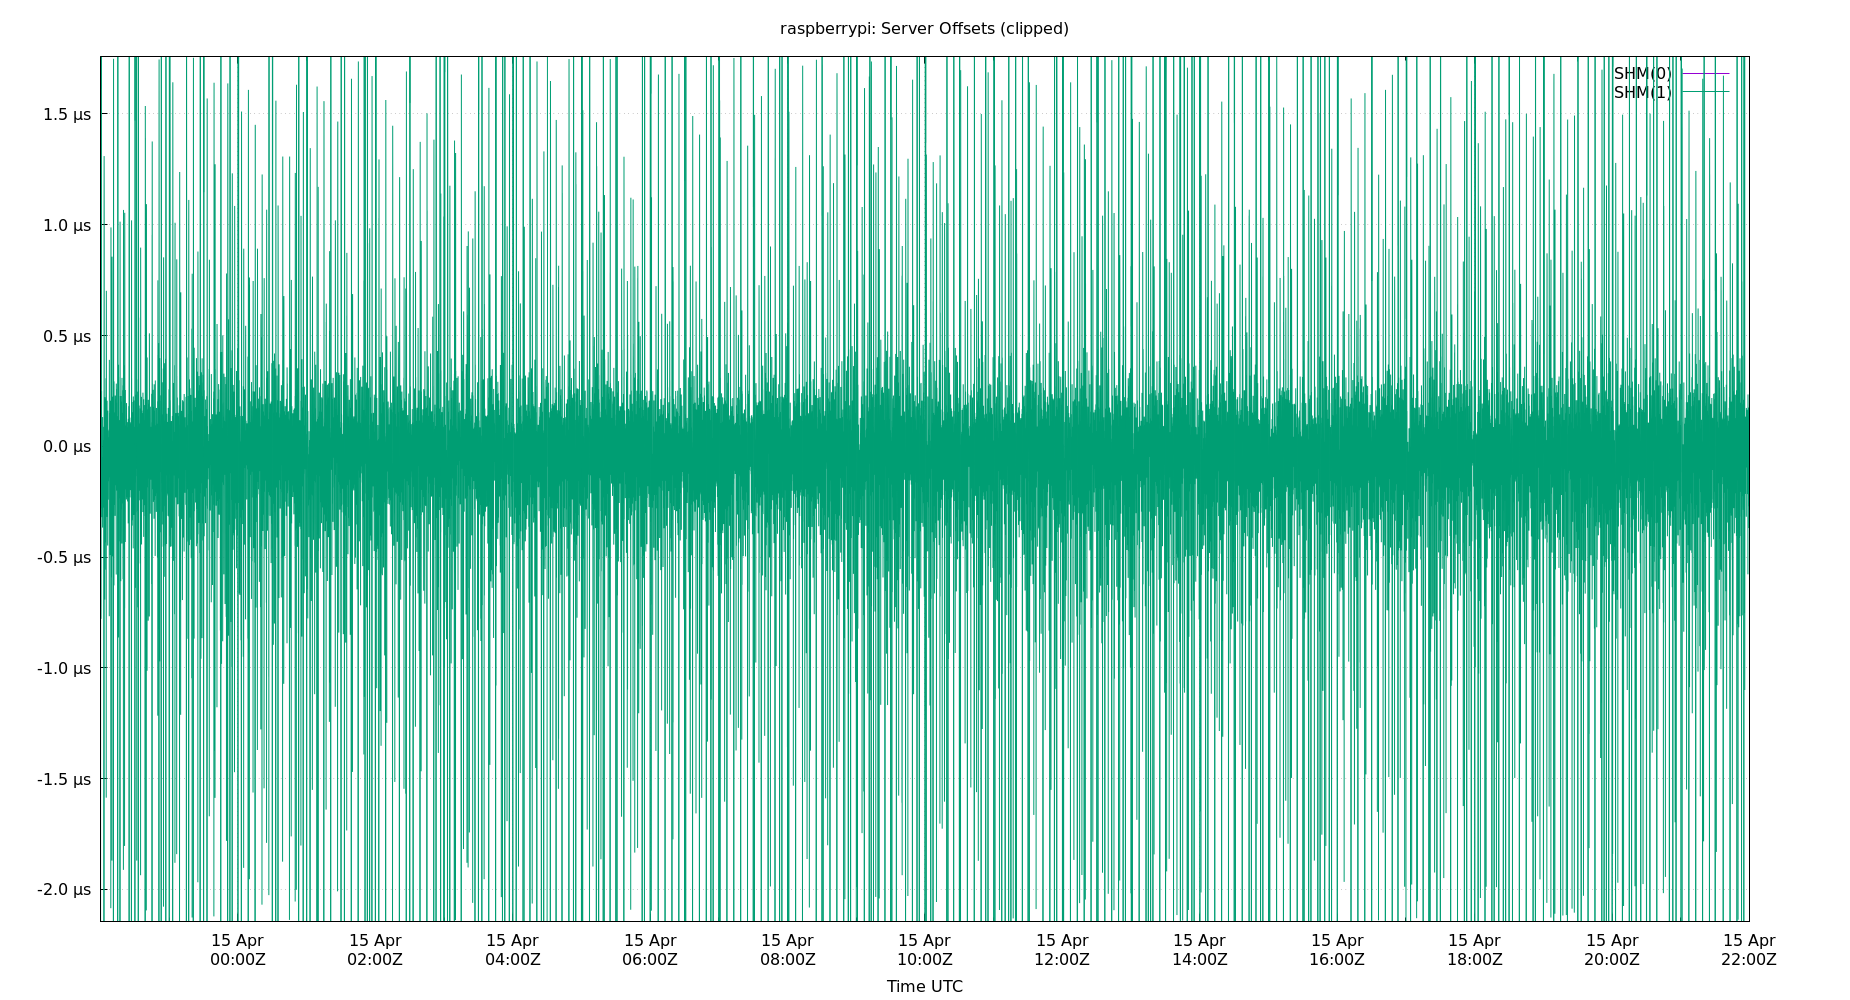 raspberrypi: Server Offsets (clipped)
SHM(0)
SHM(1)
1.5 µs
1.0 µs
0.5 µs
0.0 µs
-0.5 µs
-1.0 µs
-1.5 µs
-2.0 µs
15 Apr 15 Apr 15 Apr 15 Apr 15 Apr 15 Apr 15 Apr 15 Apr 15 Apr 15 Apr 15 Apr 15 Apr
00:00Z 02:00Z 04:00Z 06:00Z 08:00Z 10:00Z 12:00Z 14:00Z 16:00Z 18:00Z 20:00Z 22:00Z
Time UTC